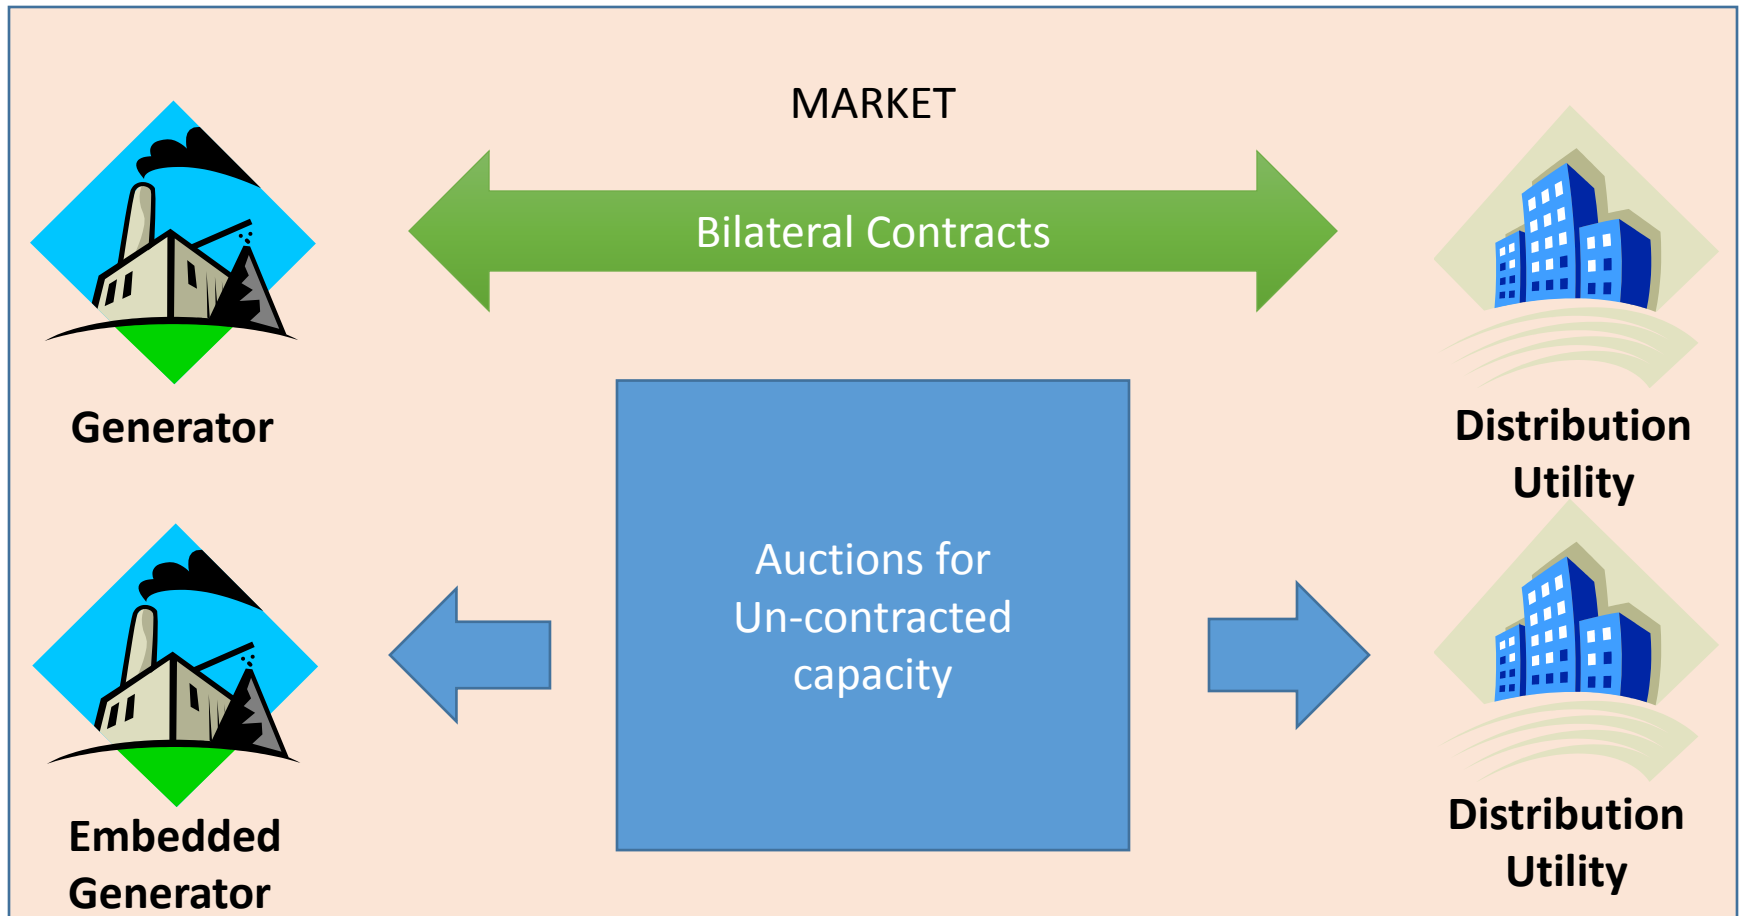 MARKET
Bilateral Contracts
Generator
Distribution
Utility
Auctions for
Un-contracted
capacity
Embedded
Generator
Distribution
Utility